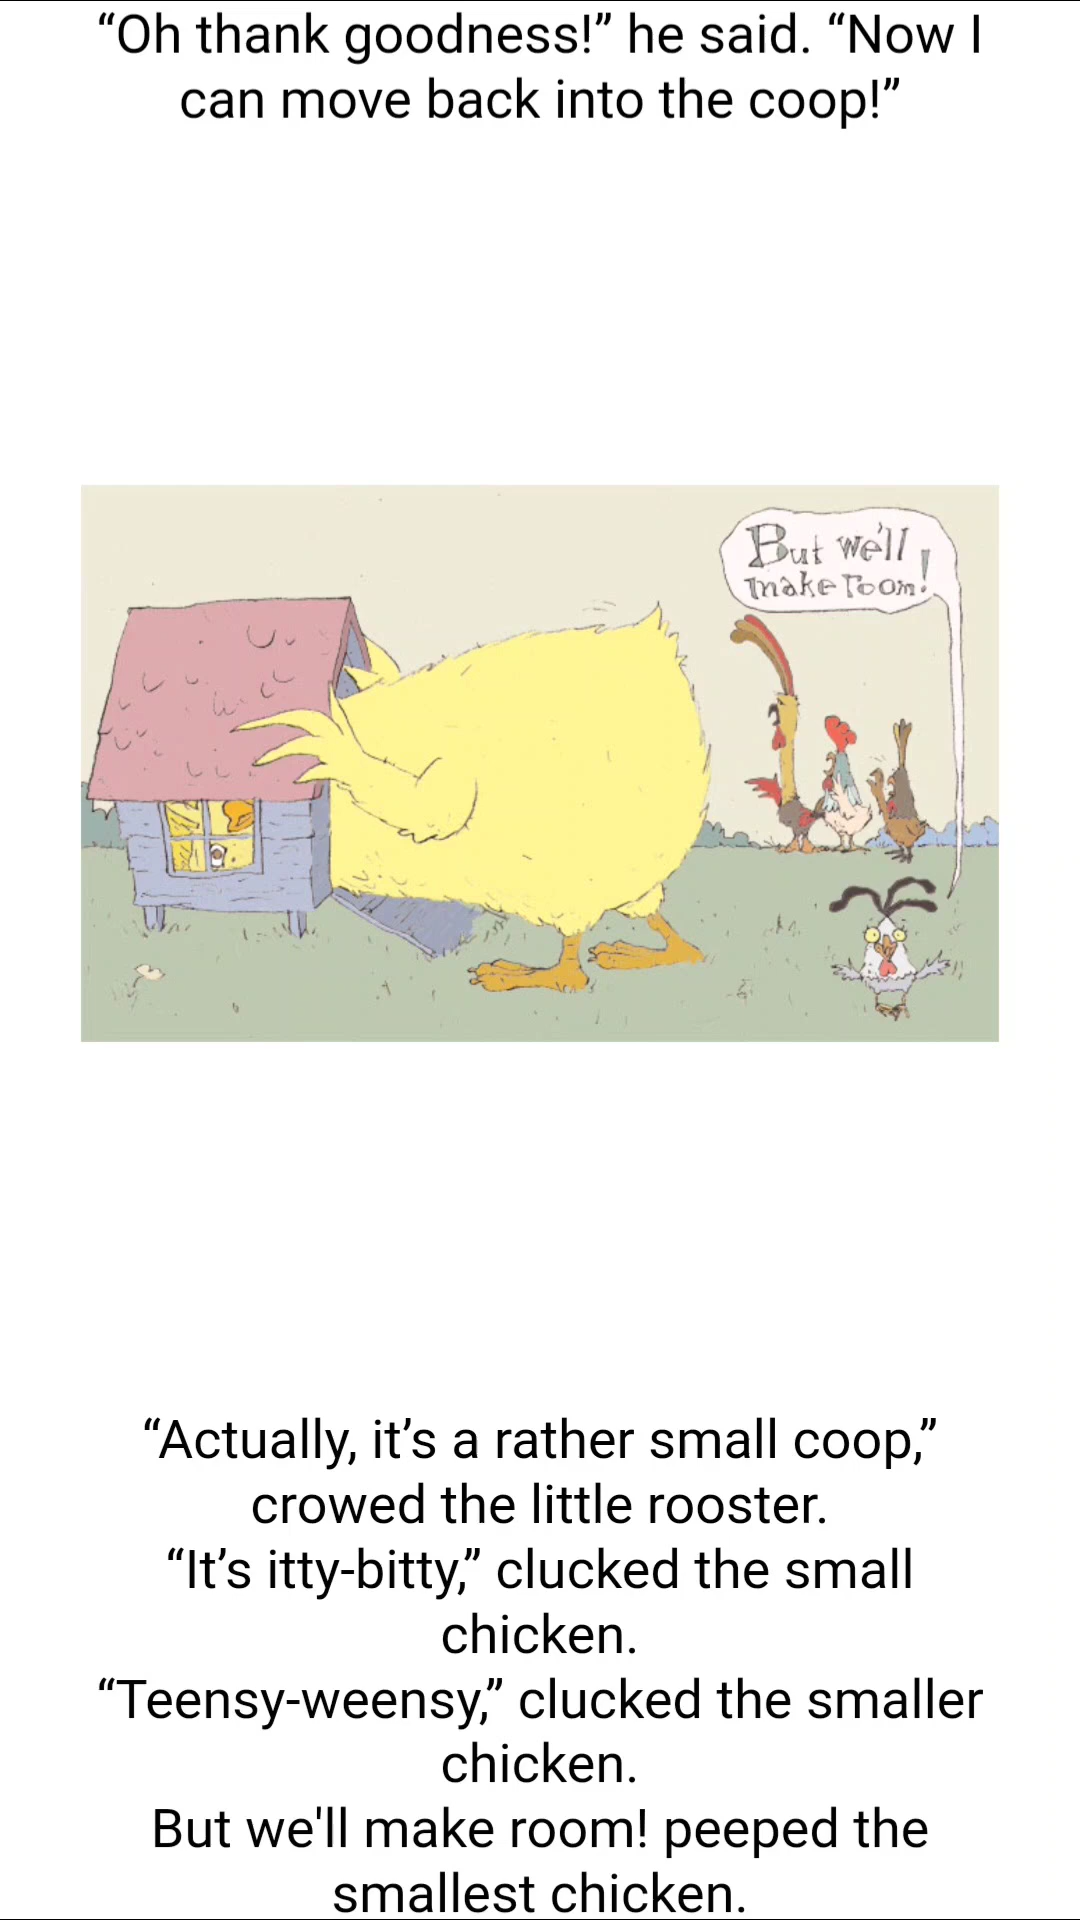 “Oh thank goodness!” he said. “Now I
can move back into the coop!”
But we'll
make room!
“Actually, it’s a rather small coop,”
crowed the little rooster.
“It’s itty-bitty,” clucked the small
chicken.
“Teensy-weensy,” clucked the smaller
chicken.
But we'll make room! peeped the
smallest chicken.